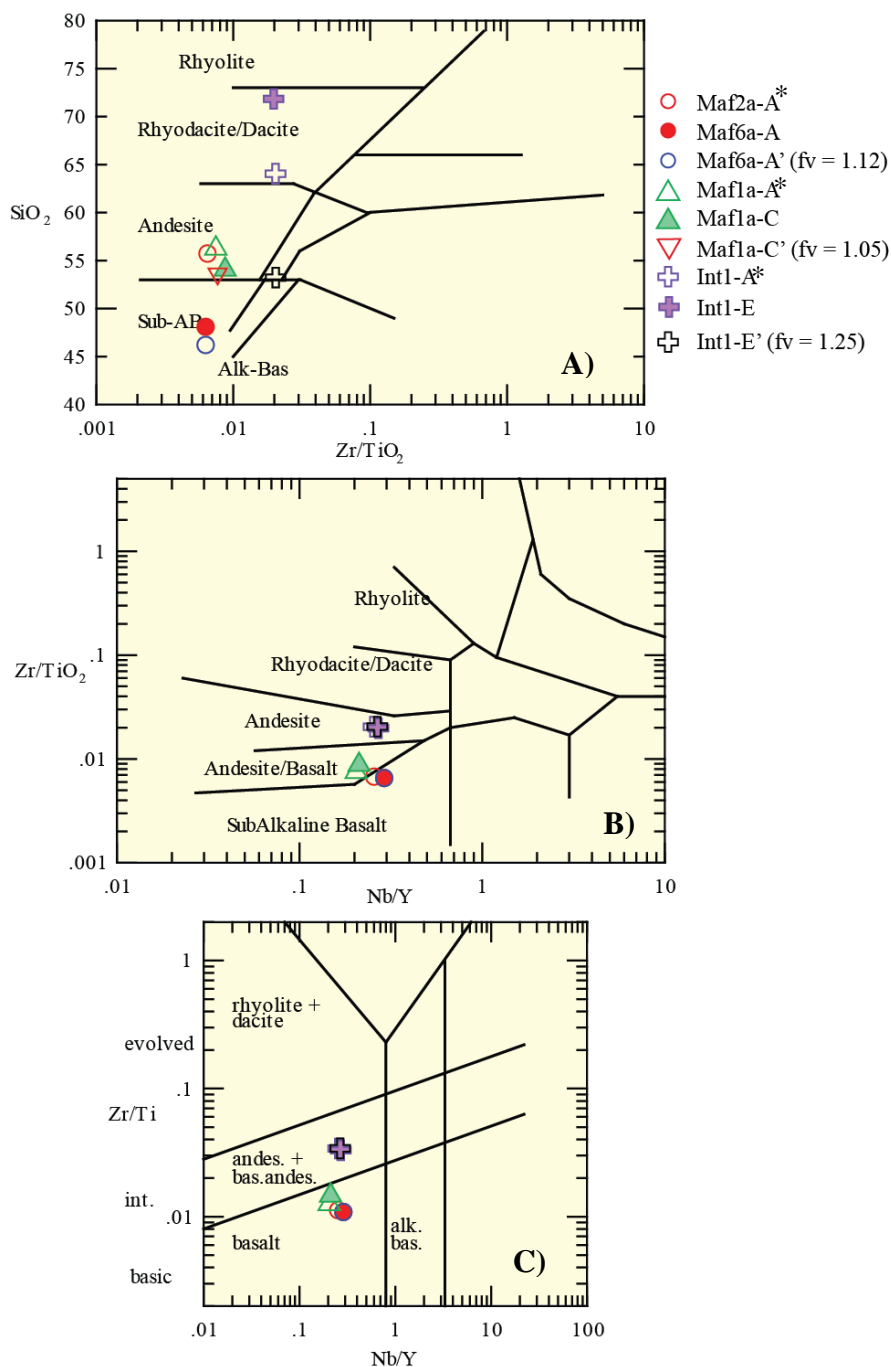 80
75
70
65
60
55
50
45
40
SiO2
Rhyolite
Rhyodacite/Dacite
Andesite
Sub-AB
Alk-Bas
A)
.001
.01
.1
1
10
Zr/TiO2
Maf2a-A*
Maf6a-A
Maf6a-A’ (fv = 1.12)
Maf1a-A*
Maf1a-C
Maf1a-C’ (fv = 1.05)
Int1-A*
Int1-E
Int1-E’ (fv = 1.25)
1
.1
.01
.001
Zr/TiO2
Rhyolite
Rhyodacite/Dacite
Andesite
Andesite/Basalt
SubAlkaline Basalt
B)
.01
.1
1
10
Nb/Y
1
.1
.01
evolved
Zr/Ti
int.
basic
rhyolite +
dacite
andes. +
bas.andes.
basalt
alk.
bas.
C)
.01
.1
1
10
100
Nb/Y